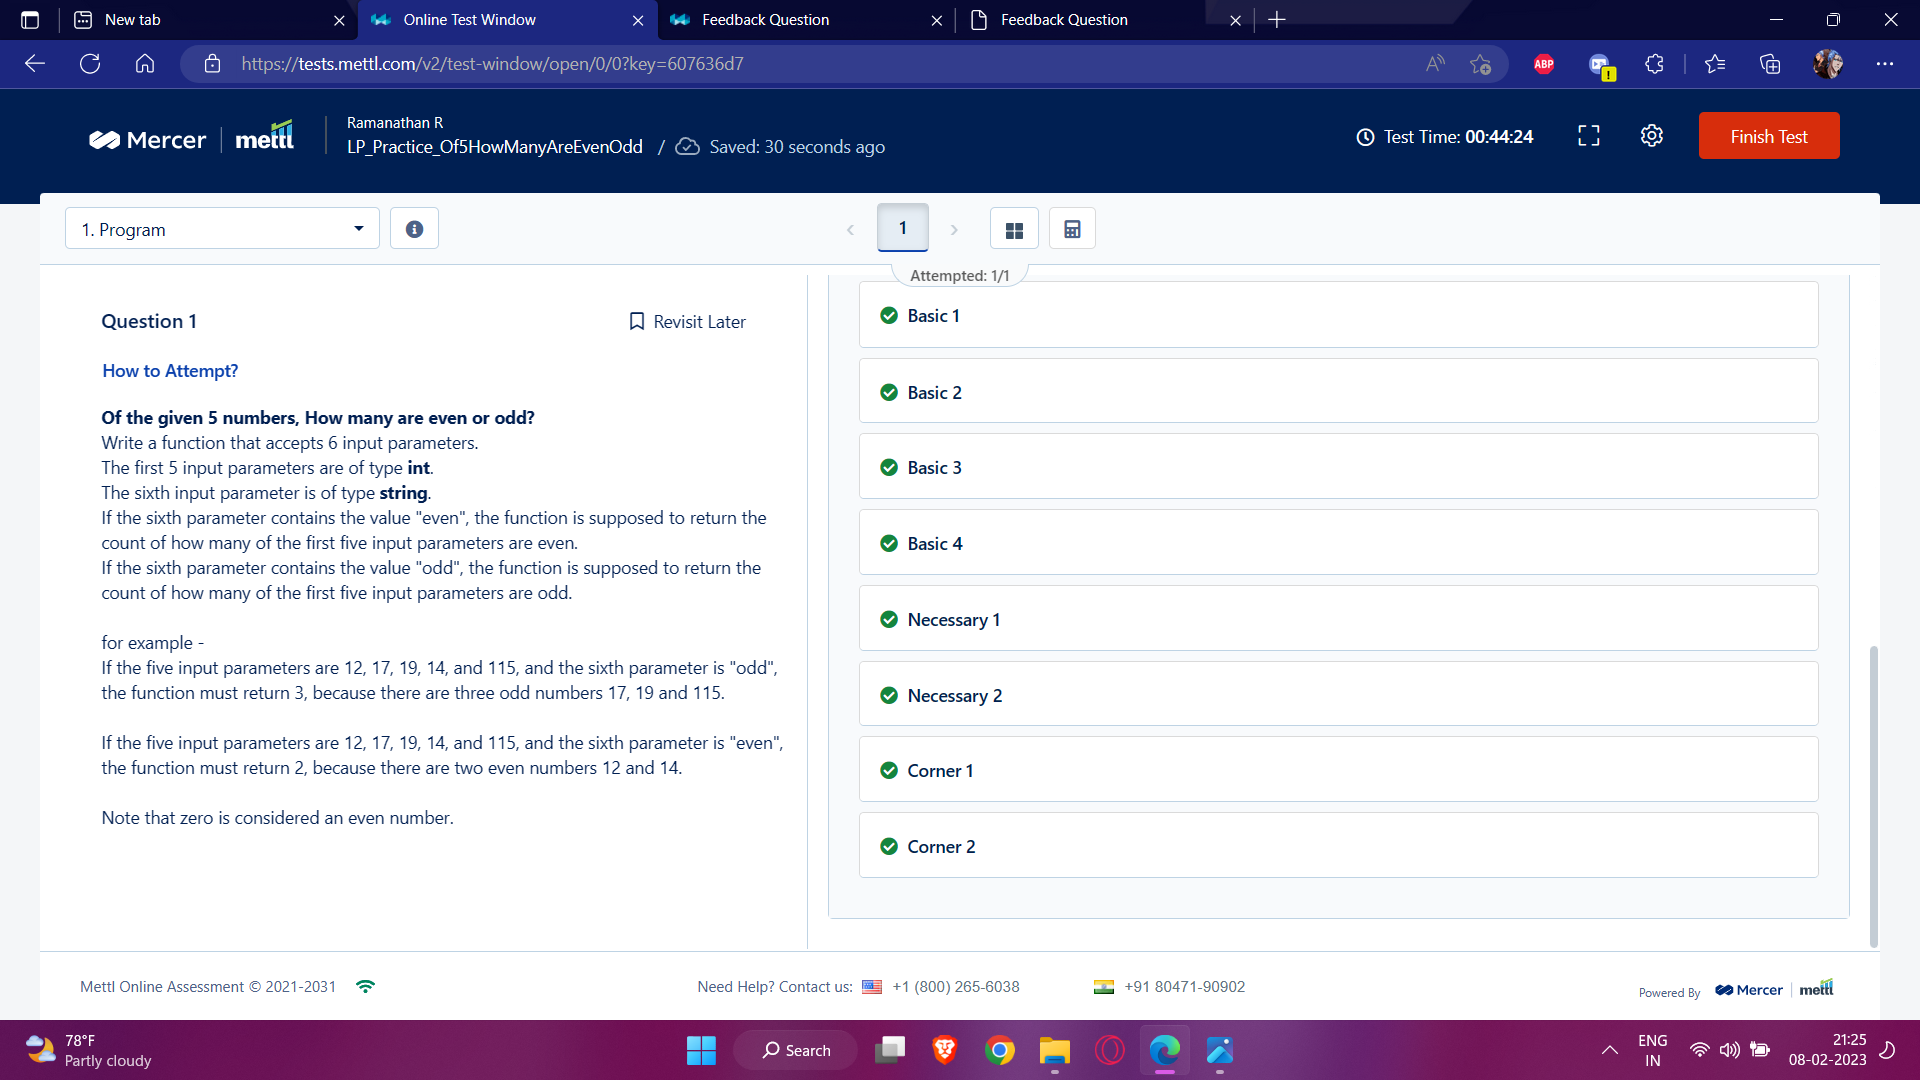 New tab
Online Test Window
Feedback Question
Feedback Question
https://tests.mettl.com/v2/test-window/open/0/0?key=607636d7
ABP
Mercer
mettl
Ramanathan R
LP_Practice_Of5HowManyAreEvenOdd / Saved: 30 seconds ago
Test Time: 00:44:24
Finish Test
1. Program
1
Attempted: 1/1
Question 1
Revisit Later
How to Attempt?
Of the given 5 numbers, How many are even or odd?
Write a function that accepts 6 input parameters.
The first 5 input parameters are of type int.
The sixth input parameter is of type string.
If the sixth parameter contains the value "even", the function is supposed to return the
count of how many of the first five input parameters are even.
If the sixth parameter contains the value "odd", the function is supposed to return the
count of how many of the first five input parameters are odd.
for example -
If the five input parameters are 12, 17, 19, 14, and 115, and the sixth parameter is "odd",
the function must return 3, because there are three odd numbers 17, 19 and 115.
If the five input parameters are 12, 17, 19, 14, and 115, and the sixth parameter is "even",
the function must return 2, because there are two even numbers 12 and 14.
Note that zero is considered an even number.
Basic 1
Basic 2
Basic 3
Basic 4
Necessary 1
Necessary 2
Corner 1
Corner 2
Mettl Online Assessment © 2021-2031
Need Help? Contact us: +1 (800) 265-6038
+91 80471-90902
Powered By Mercer mettl
78°F
Partly cloudy
Search
ENG
IN
21:25
08-02-2023